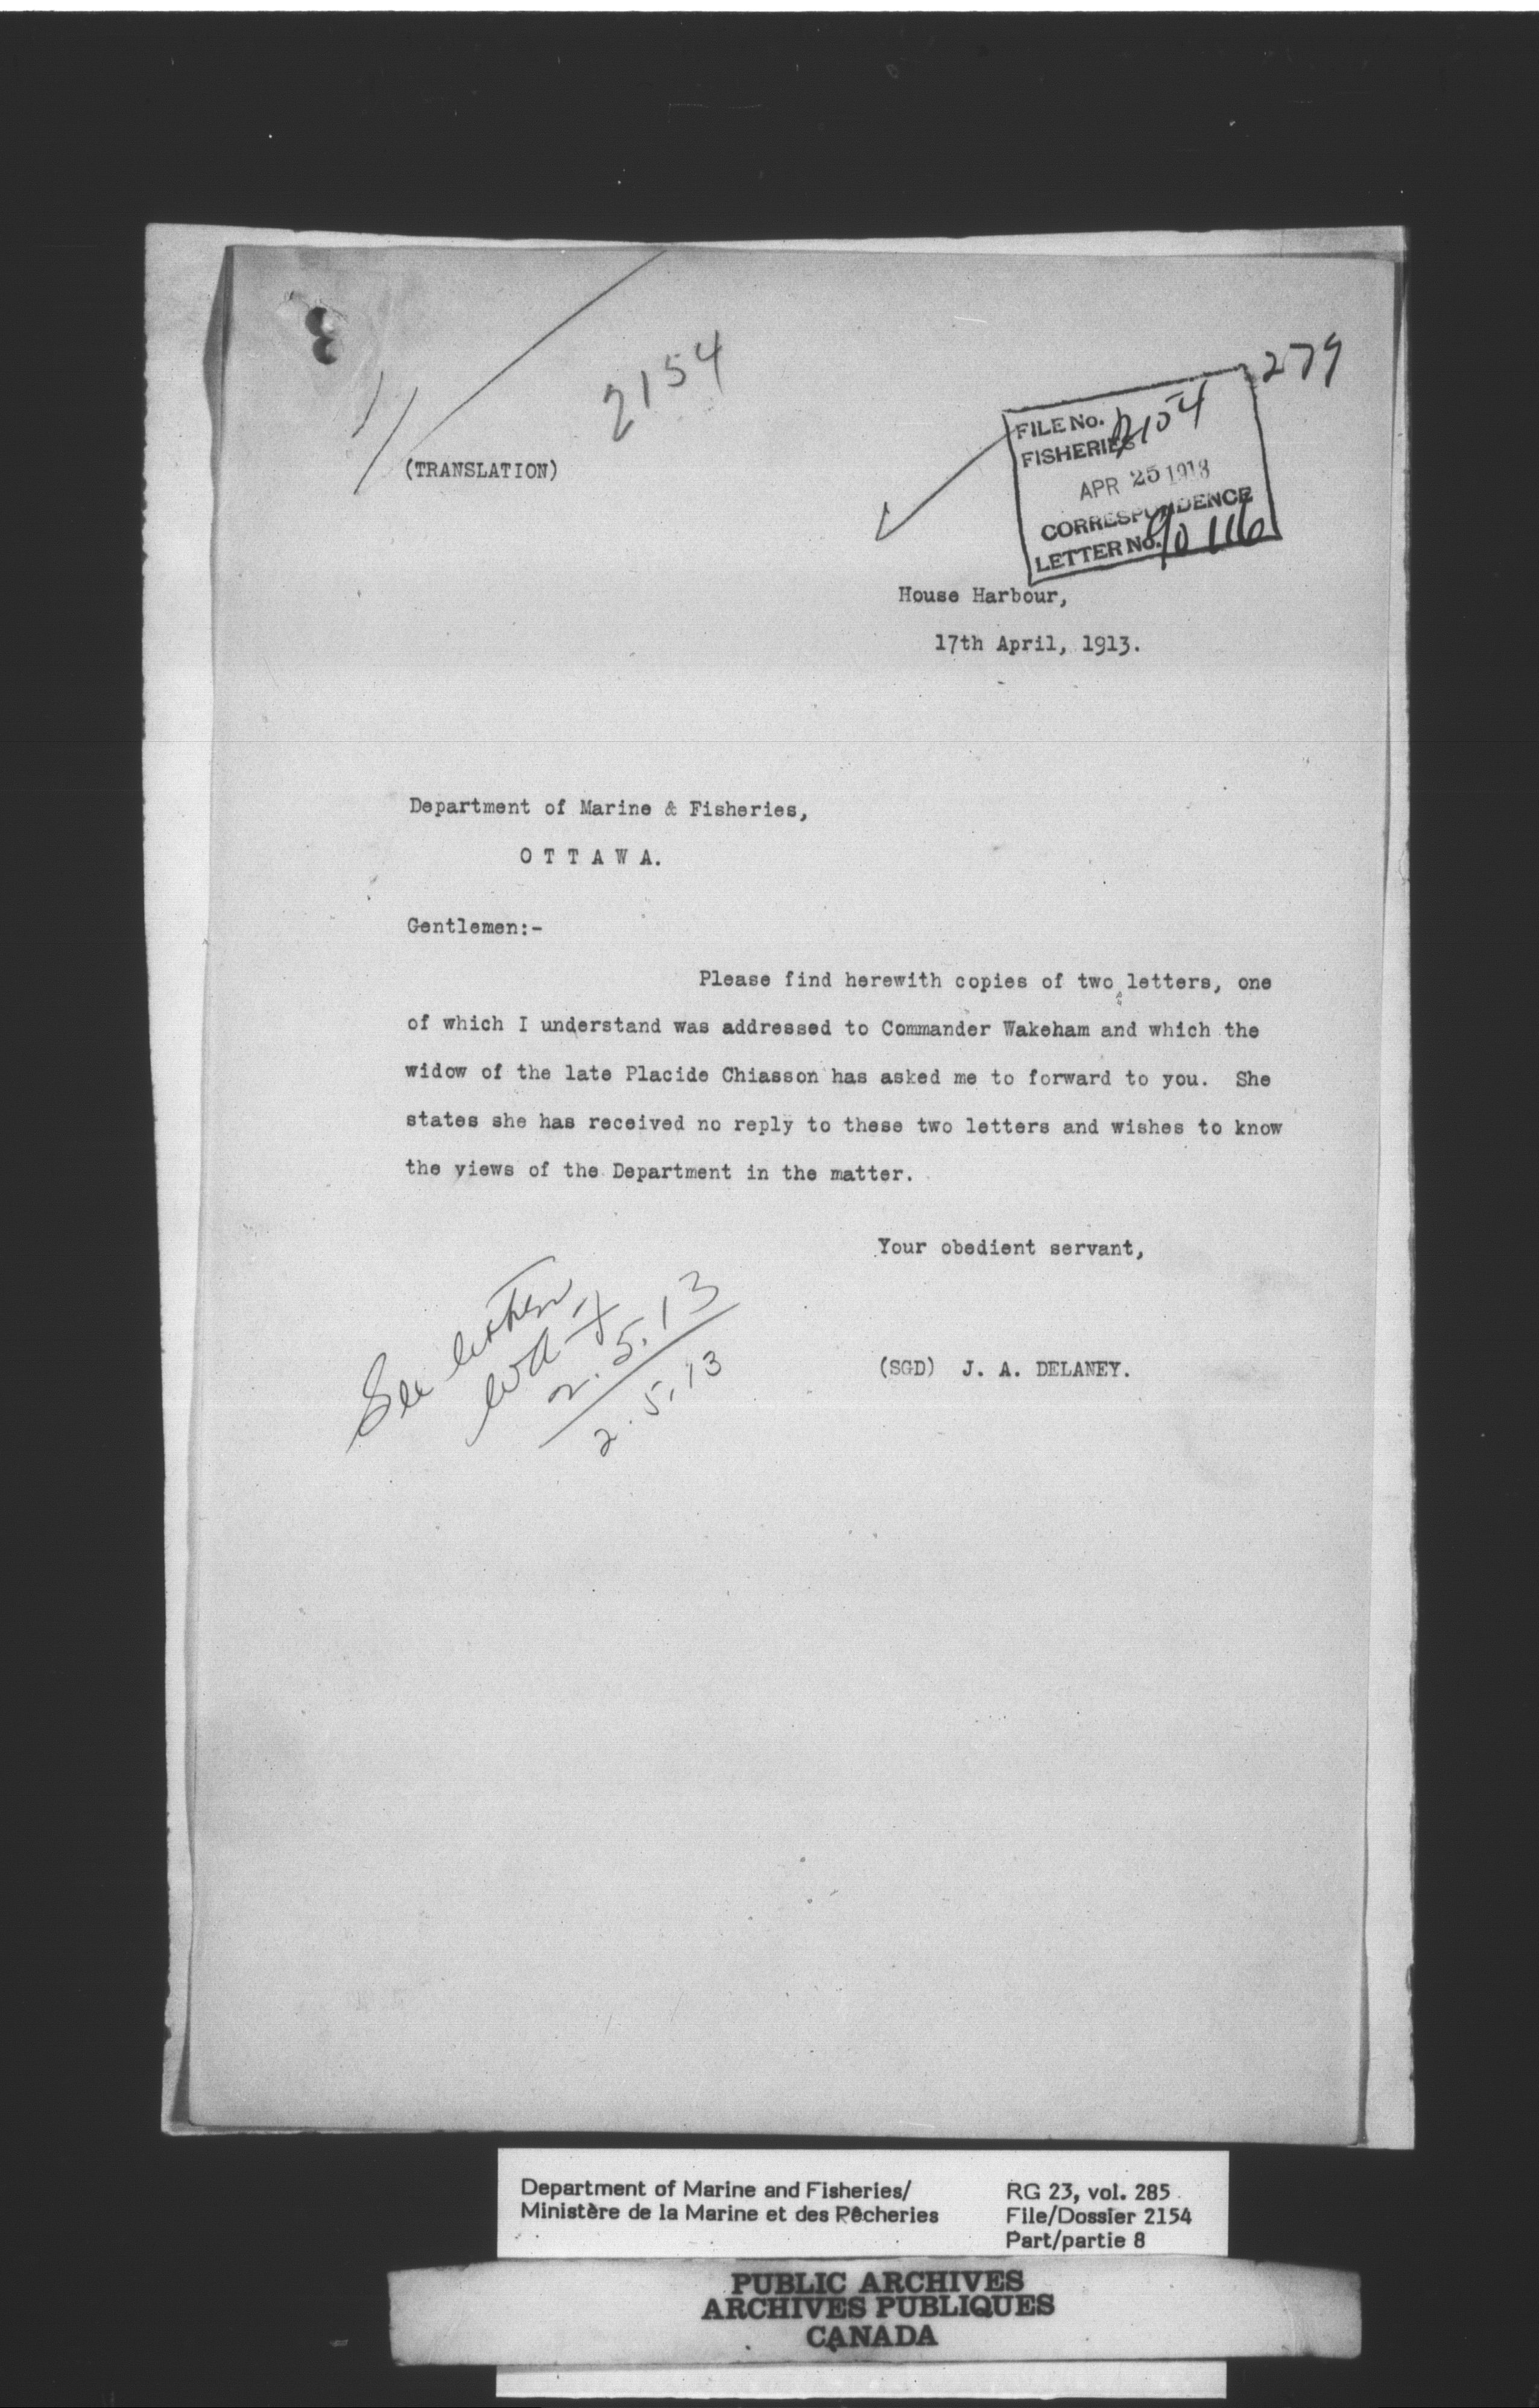 2154
279
FILE No. 2154
FISHERIES
APR 25 1913
CORRESPONDENCE
LETTER No.
(TRANSLATION)
House Harbour,
17th April, 1913.
Department of Marine & Fisheries,
O T T A W A.
Gentlemen:-
Please find herewith copies of two letters, one
of which I understand was addressed to Commander Wakeham and which the
widow of the late Placide Chiasson has asked me to forward to you. She
states she has received no reply to these two letters and wishes to know
the views of the Department in the matter.
Your obedient servant,
(SGD) J. A. DELANEY.
See letter
2.5.13
2.5.13
Department of Marine and Fisheries/
Ministère de la Marine et des Pêcheries
RG 23, vol. 285
File/Dossier 2154
Part/partie 8
PUBLIC ARCHIVES
ARCHIVES PUBLIQUES
CANADA